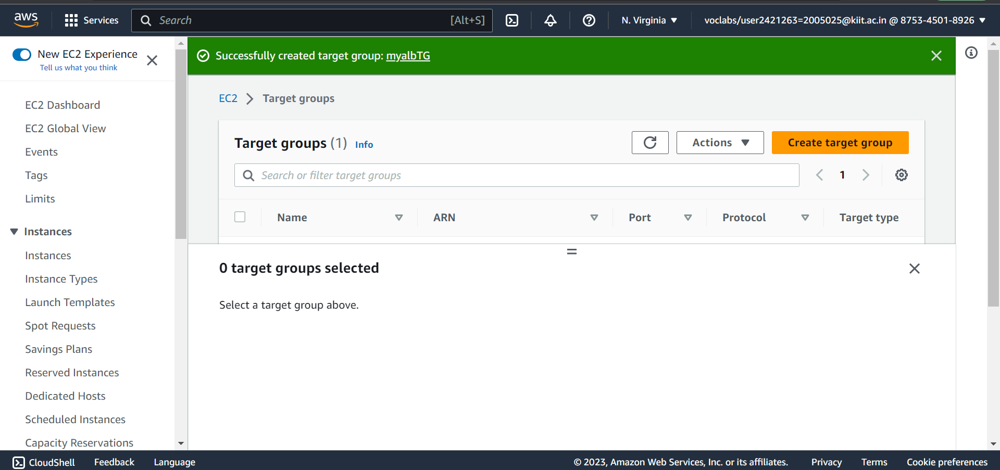 aws
Services
Search
[Alt+S]
N. Virginia
voclabs/user2421263=2005025@kiit.ac.in @ 8753-4501-8926
New EC2 Experience
Tell us what you think
EC2 Dashboard
EC2 Global View
Events
Tags
Limits
Instances
Instances
Instance Types
Launch Templates
Spot Requests
Savings Plans
Reserved Instances
Dedicated Hosts
Scheduled Instances
Capacity Reservations
Successfully created target group: myalbTG
EC2
Target groups
Target groups (1) Info
Actions
Create target group
Search or filter target groups
1
Name
ARN
Port
Protocol
Target type
0 target groups selected
Select a target group above.
CloudShell
Feedback
Language
© 2023, Amazon Web Services, Inc. or its affiliates.
Privacy
Terms
Cookie preferences